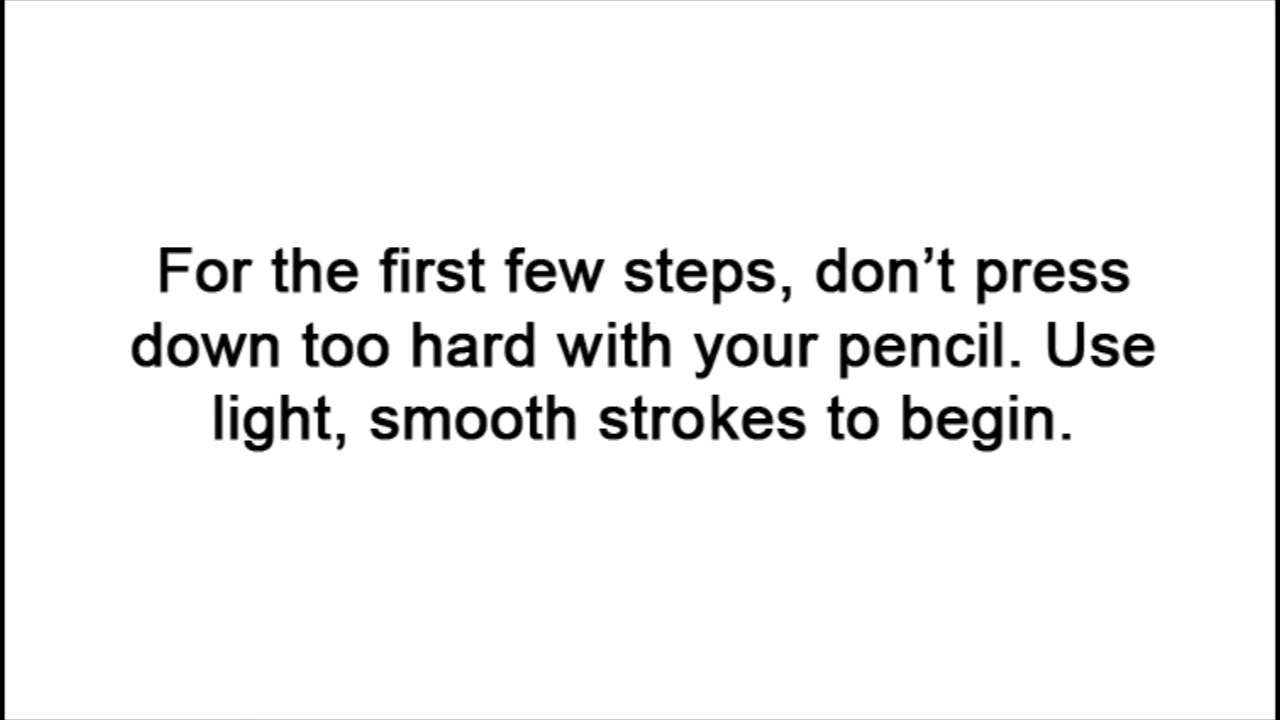 For the first few steps, don’t press
down too hard with your pencil. Use
light, smooth strokes to begin.